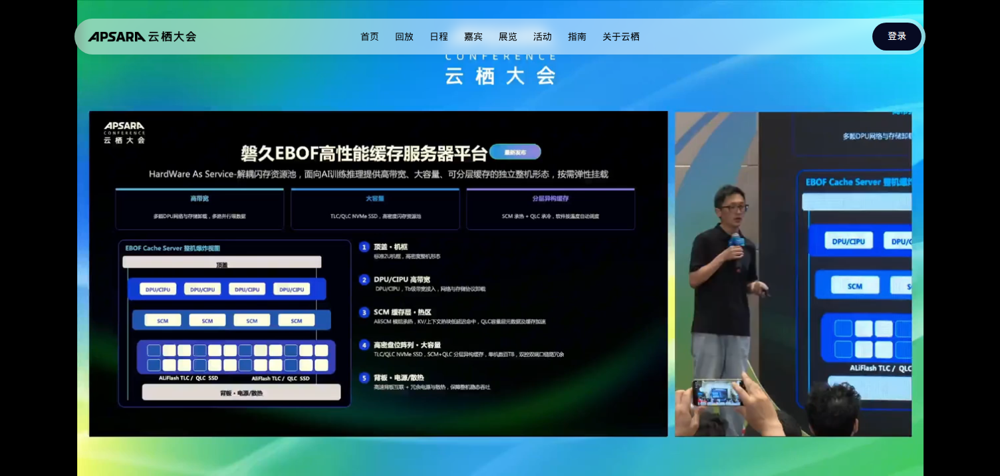 APSARA 云栖大会
首页 回放 日程 嘉宾 展览 活动 指南 关于云栖
登录
CONFERENCE
云栖大会
APSARA
CONFERENCE
云栖大会
磐久EBOF高性能缓存服务器平台 最新发布
HardWare As Service-解耦闪存资源池，面向AI训练推理提供高带宽、大容量、可分层缓存的独立整机形态，按需弹性挂载
高带宽
多颗DPU网络与存储卸载，多路并行喂数据
大容量
TLC/QLC NVMe SSD，高密度闪存资源池
分层异构缓存
SCM 承热 + QLC 承冷，软件按温度自动调度
EBOF Cache Server 整机爆炸视图
顶盖
DPU/CIPU DPU/CIPU DPU/CIPU DPU/CIPU
SCM SCM SCM SCM
ALiFlash TLC / QLC SSD ALiFlash TLC / QLC SSD
背板·电源/散热
1 顶盖·机框
标准2U机框，高密度整机形态
2 DPU/CIPU 高带宽
DPU/CIPU，Tb级带宽接入，网络与存储协议卸载
3 SCM 缓存层·热区
AliSCM 模组承热，KV/上下文热块低延迟命中，QLC容量层元数据及缓存加速
4 高密盘位阵列·大容量
TLC/QLC NVMe SSD，SCM+QLC 分层异构缓存，单机数百TB，双控双端口链路冗余
5 背板·电源/散热
高速背板互联 + 冗余电源与散热，保障整机稳态吞吐
多颗DPU网络与存储卸
EBOF Cache Server 整机爆炸
DPU/CIPU DPU/C
SCM S
ALiFlash TLC / QLC